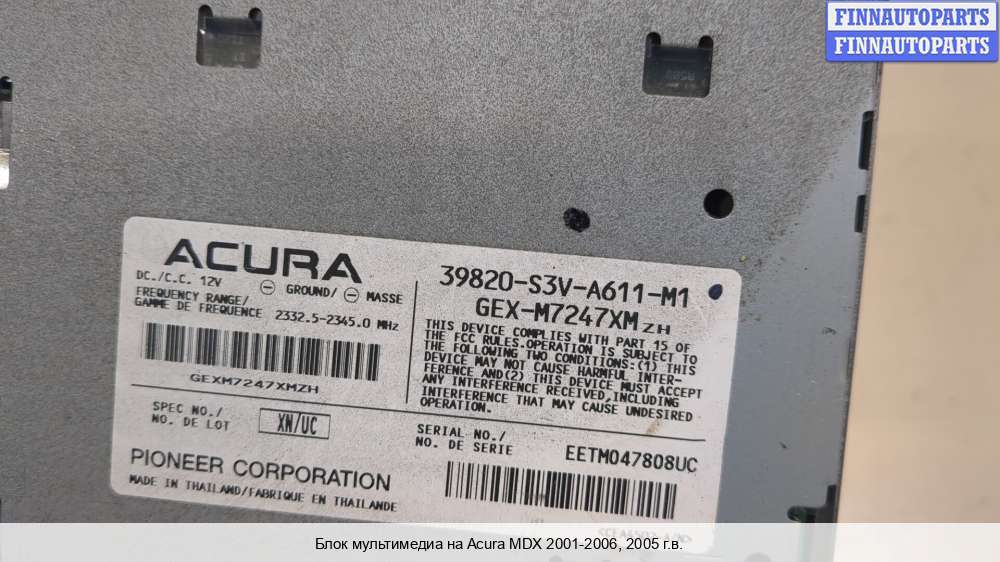 FINNAUTOPARTS
FINNAUTOPARTS
ACURA
DC./C.C. 12V
GROUND/ MASSE
FREQUENCY RANGE/
GAMME DE FREQUENCE 2332.5-2345.0 MHz
GEXM7247XMZH
39820-S3V-A611-M1
GEX-M7247XM ZH
THIS DEVICE COMPLIES WITH PART 15 OF
THE FCC RULES.OPERATION IS SUBJECT TO
THE FOLLOWING TWO CONDITIONS:(1) THIS
DEVICE MAY NOT CAUSE HARMFUL INTER-
FERENCE AND(2) THIS DEVICE MUST ACCEPT
ANY INTERFERENCE RECEIVED,INCLUDING
INTERFERENCE THAT MAY CAUSE UNDESIRED
OPERATION.
SPEC NO./
NO. DE LOT
XN/UC
SERIAL NO./
NO. DE SERIE
EETM047808UC
PIONEER CORPORATION
MADE IN THAILAND/FABRIQUE EN THAILANDE
Блок мультимедиа на Acura MDX 2001-2006, 2005 г.в.